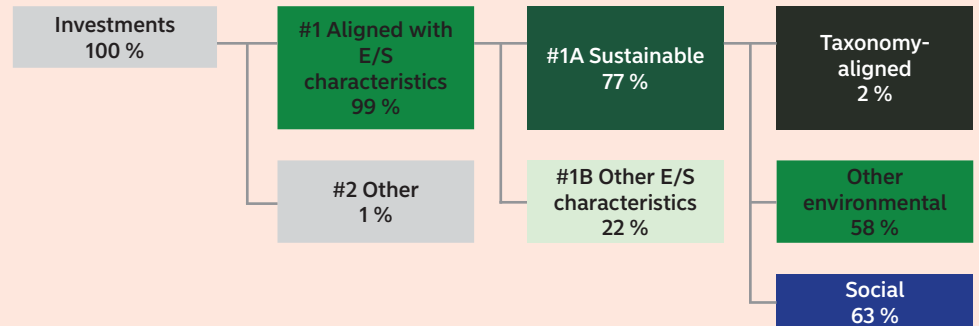 Investments
100 %
#1 Aligned with
E/S
characteristics
99 %
#1A Sustainable
77 %
Taxonomy-
aligned
2 %
#2 Other
1 %
#1B Other E/S
characteristics
22 %
Other
environmental
58 %
Social
63 %